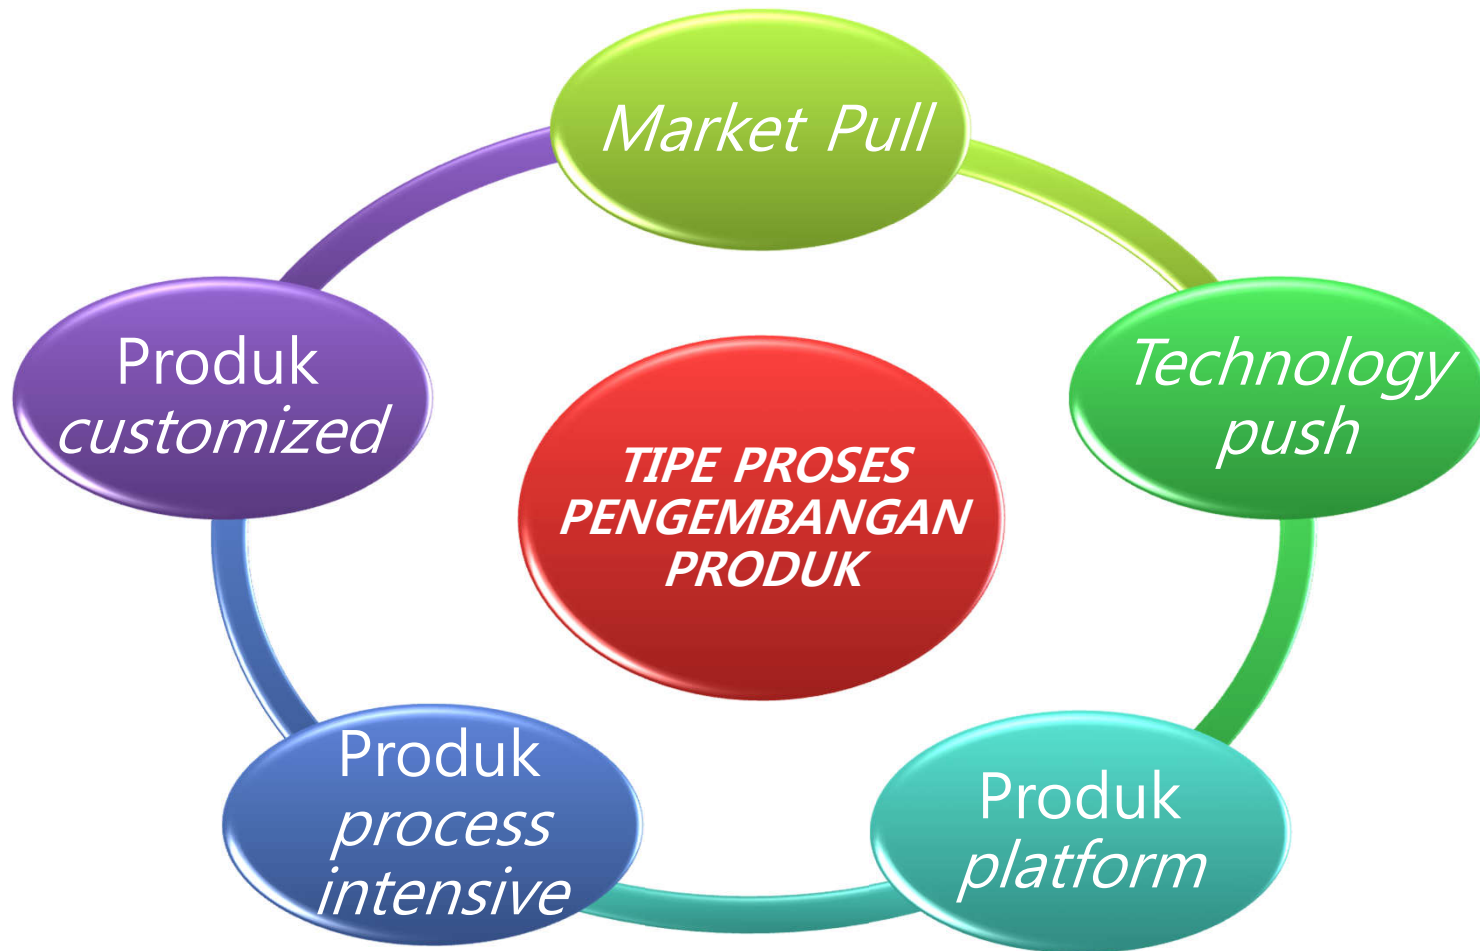 Market Pull
Technology
push
Produk
platform
Produk
process
intensive
Produk
customized
TIPE PROSES
PENGEMBANGAN
PRODUK